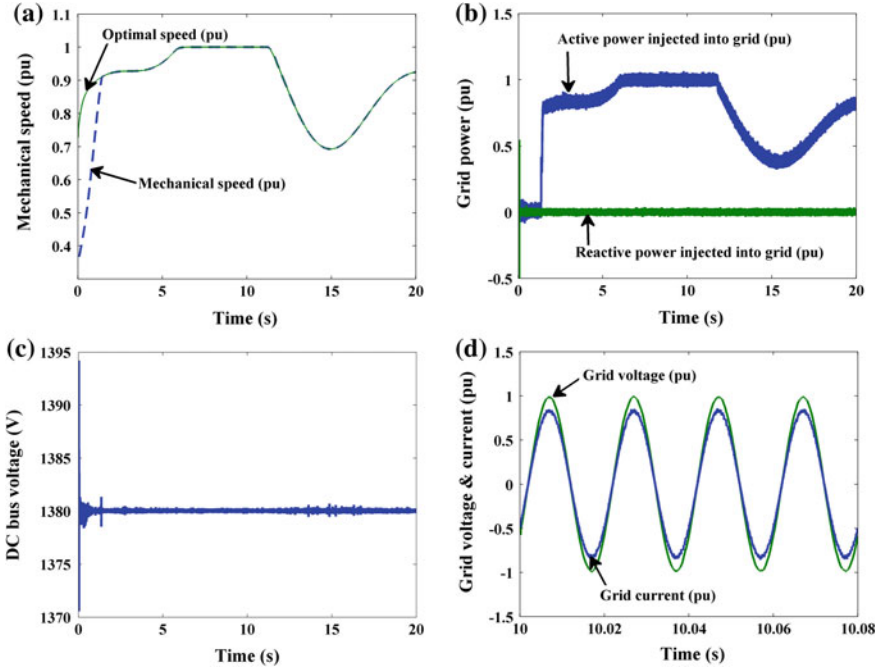 (a)
Mechanical speed (pu)
1.1
1
0.9
0.8
0.7
0.6
0.5
0.4
Optimal speed (pu)
Mechanical speed (pu)
0
5
10
15
20
Time (s)
(b)
Grid power (pu)
1.5
1
0.5
0
-0.5
Active power injected into grid (pu)
Reactive power injected into grid (pu)
0
5
10
15
20
Time (s)
(c)
DC bus voltage (V)
1395
1390
1385
1380
1375
1370
0
5
10
15
20
Time (s)
(d)
Grid voltage & current (pu)
1.5
1
0.5
0
-0.5
-1
-1.5
Grid voltage (pu)
Grid current (pu)
10
10.02
10.04
10.06
10.08
Time (s)